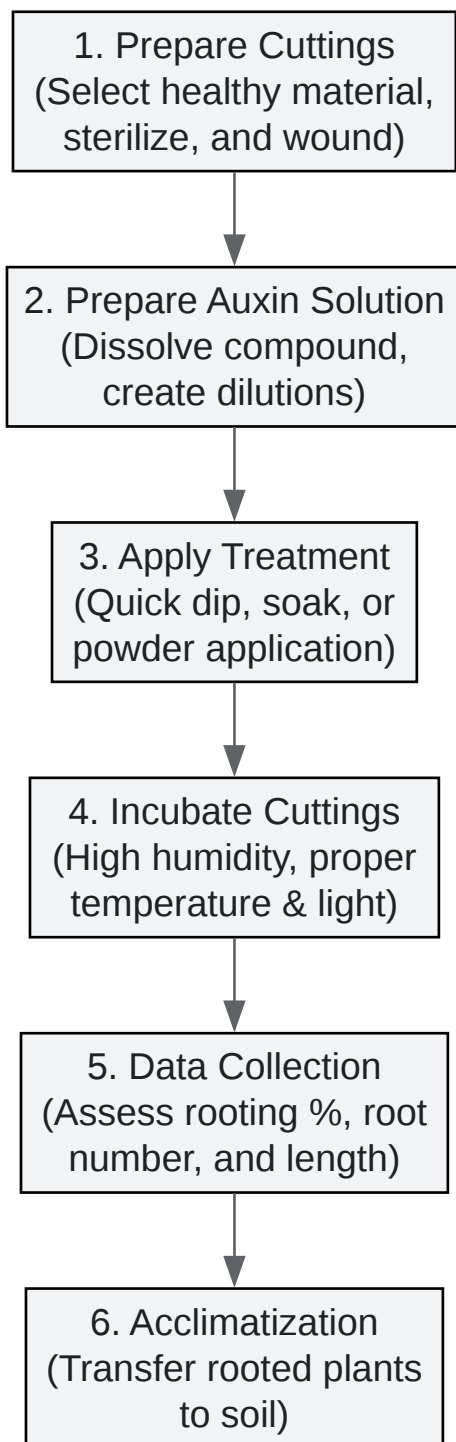 1. Prepare Cuttings
(Select healthy material,
sterilize, and wound)
2. Prepare Auxin Solution
(Dissolve compound,
create dilutions)
3. Apply Treatment
(Quick dip, soak, or
powder application)
4. Incubate Cuttings
(High humidity, proper
temperature & light)
5. Data Collection
(Assess rooting %, root
number, and length)
6. Acclimatization
(Transfer rooted plants
to soil)